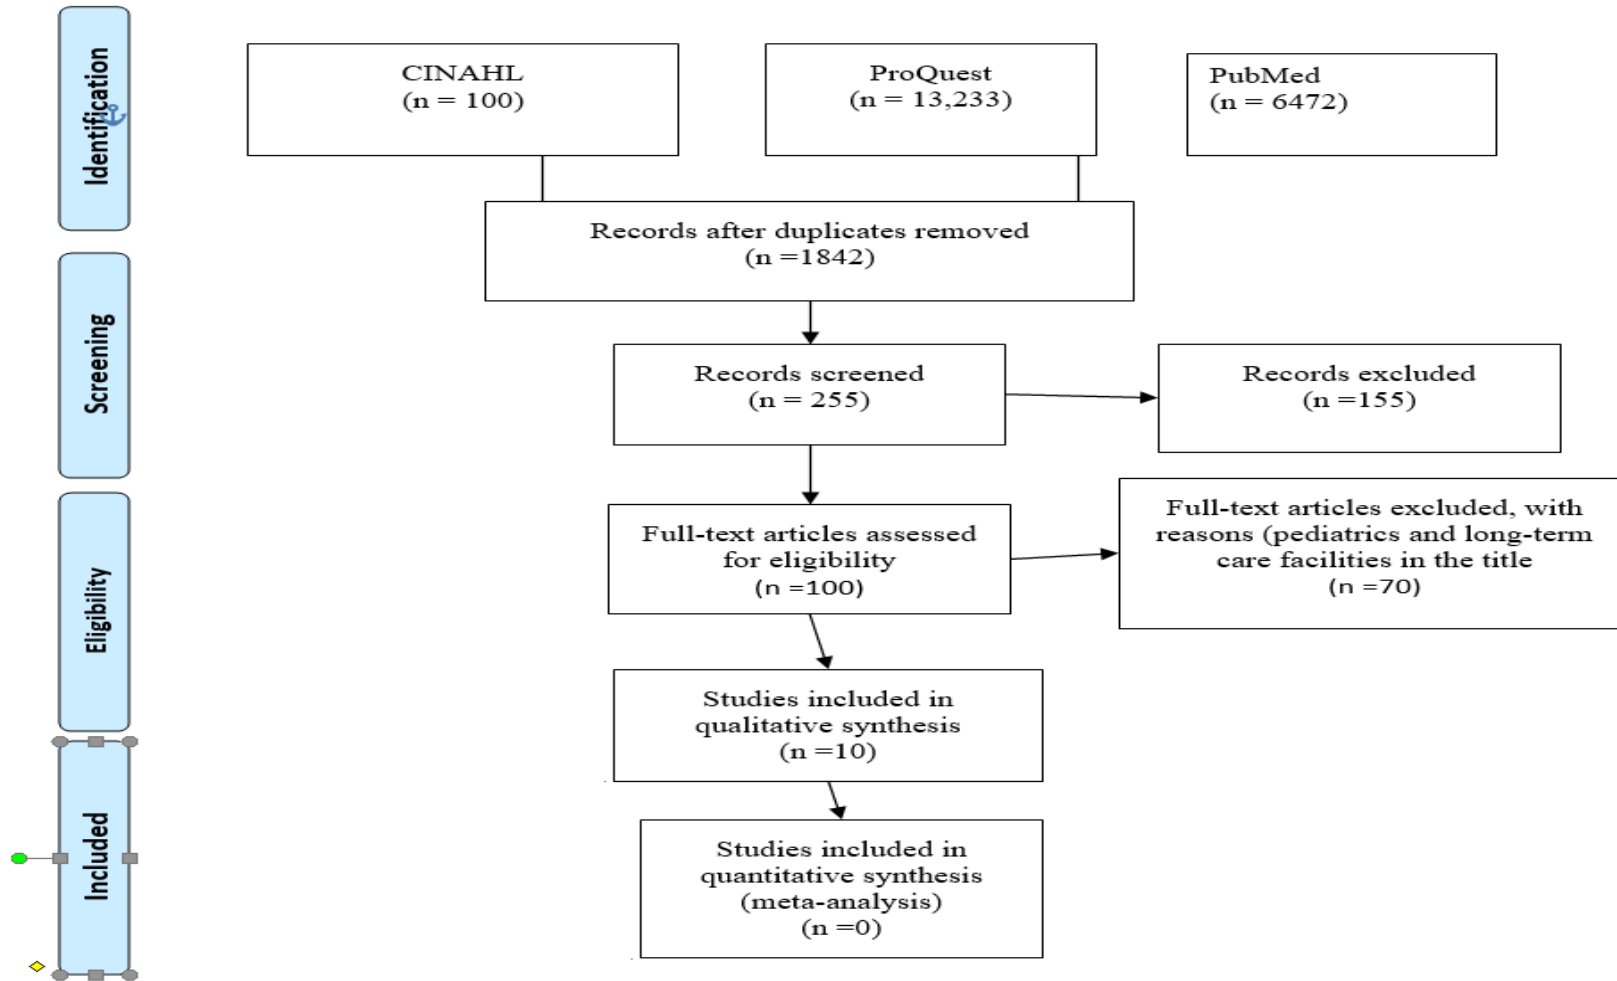 Identification
CINAHL
(n = 100)
ProQuest
(n = 13,233)
PubMed
(n = 6472)
Records after duplicates removed
(n =1842)
Screening
Records screened
(n = 255)
Records excluded
(n =155)
Eligibility
Full-text articles assessed
for eligibility
(n =100)
Full-text articles excluded, with
reasons (pediatrics and long-term
care facilities in the title
(n =70)
Studies included in
qualitative synthesis
(n =10)
Included
Studies included in
quantitative synthesis
(meta-analysis)
(n =0)